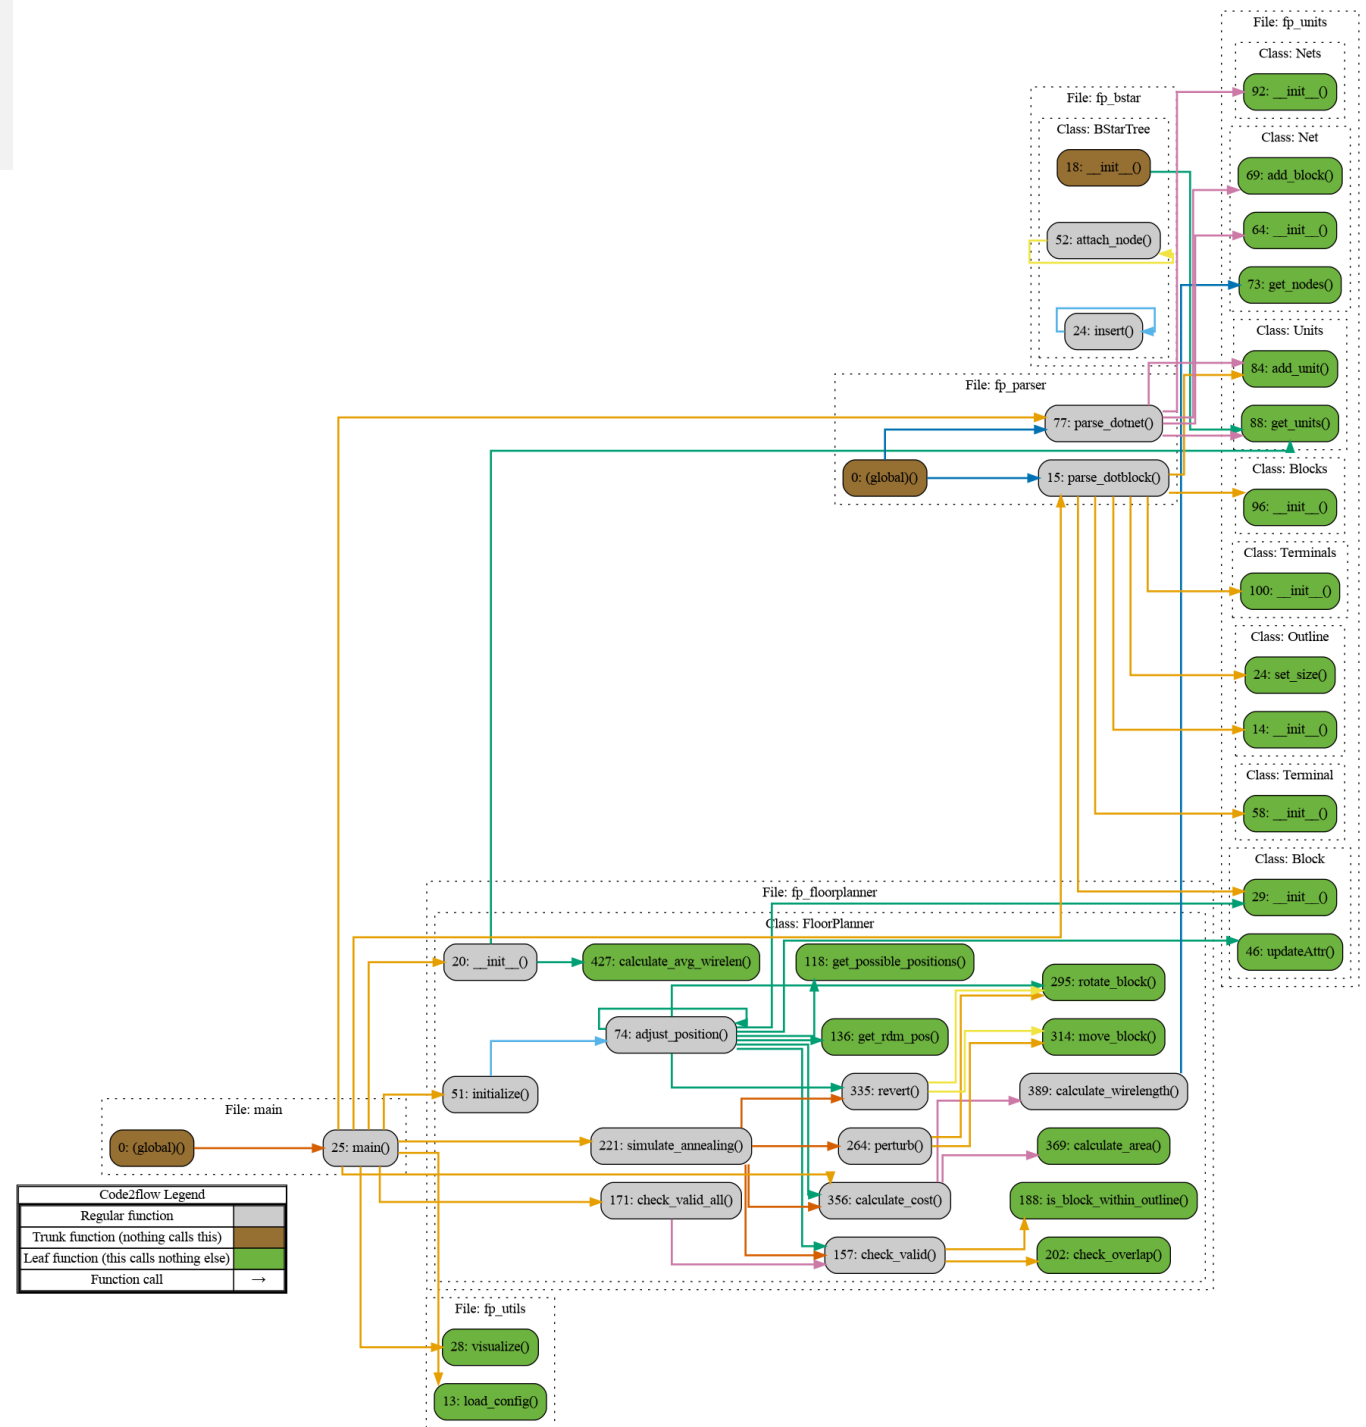 File: fp_units
Class: Nets
92: __init__()
File: fp_bstar
Class: BStarTree
18: __init__()
52: attach_node()
24: insert()
Class: Net
69: add_block()
64: __init__()
73: get_nodes()
Class: Units
84: add_unit()
88: get_units()
File: fp_parser
77: parse_dotnet()
0: (global)()
15: parse_dotblock()
Class: Blocks
96: __init__()
Class: Terminals
100: __init__()
Class: Outline
24: set_size()
14: __init__()
Class: Terminal
58: __init__()
Class: Block
29: __init__()
46: updateAttr()
File: fp_floorplanner
Class: FloorPlanner
20: __init__()
427: calculate_avg_wirelen()
118: get_possible_positions()
295: rotate_block()
74: adjust_position()
136: get_rdm_pos()
314: move_block()
51: initialize()
335: revert()
389: calculate_wirelength()
221: simulate_annealing()
264: perturb()
369: calculate_area()
171: check_valid_all()
356: calculate_cost()
188: is_block_within_outline()
157: check_valid()
202: check_overlap()
File: main
0: (global)()
25: main()
Code2flow Legend
Regular function
Trunk function (nothing calls this)
Leaf function (this calls nothing else)
Function call →
File: fp_utils
28: visualize()
13: load_config()